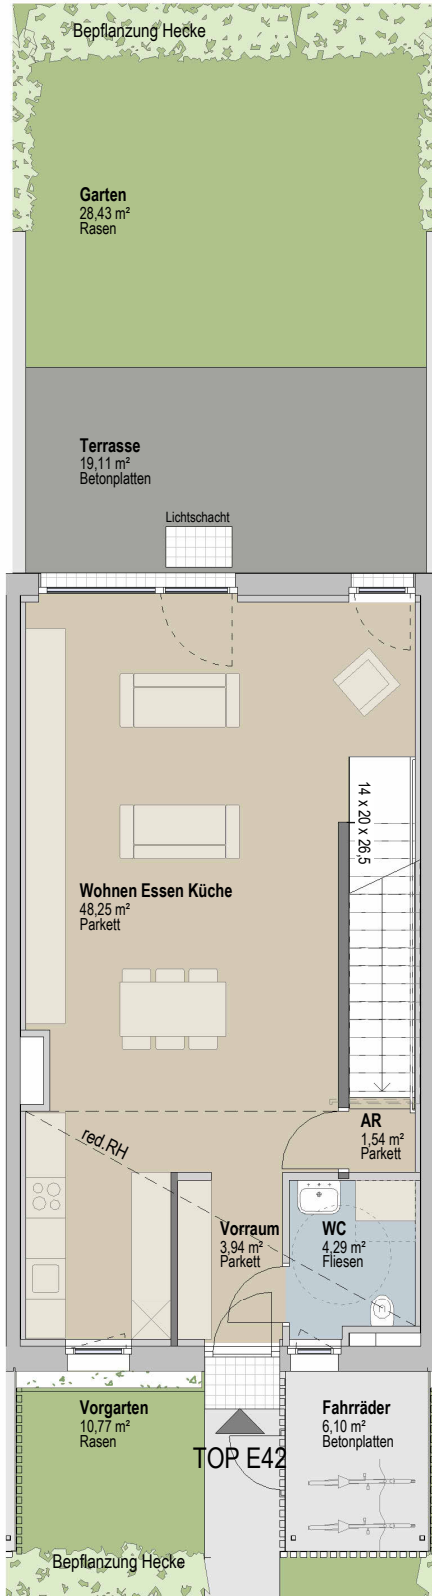 Bepflanzung Hecke
Garten
28,43 m²
Rasen
Terrasse
19,11 m²
Betonplatten
Lichtschacht
14 x 20 x 26,5
Wohnen Essen Küche
48,25 m²
Parkett
AR
1,54 m²
Parkett
red.RH
Vorraum
3,94 m²
Parkett
WC
4,29 m²
Fliesen
Vorgarten
10,77 m²
Rasen
Fahrräder
6,10 m²
Betonplatten
TOP E42
Bepflanzung Hecke